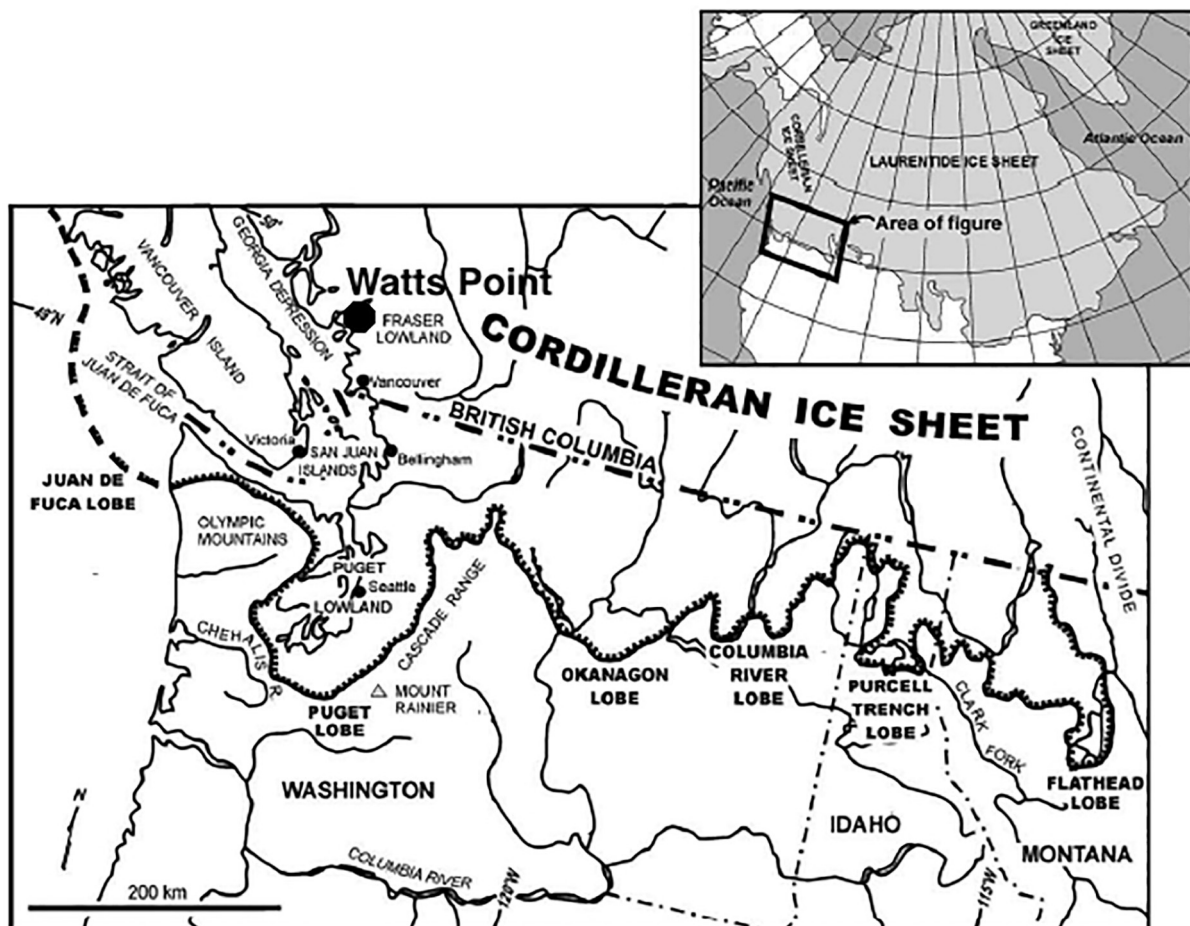 GREENLAND
ICE
SHEET
CORDILLERAN
ICE SHEET
LAURENTIDE ICE SHEET
Atlantic Ocean
Pacific
Ocean
Area of figure
50°
49°N
VANCOUVER
ISLAND
GEORGIA DEPRESSION
Watts Point
FRASER
LOWLAND
CORDILLERAN ICE SHEET
STRAIT OF
JUAN DE FUCA
Vancouver
BRITISH COLUMBIA
Victoria
SAN JUAN
ISLANDS
Bellingham
CONTINENTAL DIVIDE
JUAN DE
FUCA LOBE
OLYMPIC
MOUNTAINS
PUGET
LOWLAND
Seattle
CASCADE RANGE
CHEHALIS R.
MOUNT
RAINIER
PUGET
LOBE
OKANAGON
LOBE
COLUMBIA
RIVER
LOBE
PURCELL
TRENCH
LOBE
CLARK
FORK
FLATHEAD
LOBE
WASHINGTON
IDAHO
MONTANA
N
COLUMBIA RIVER
200 km
120°W
115°W